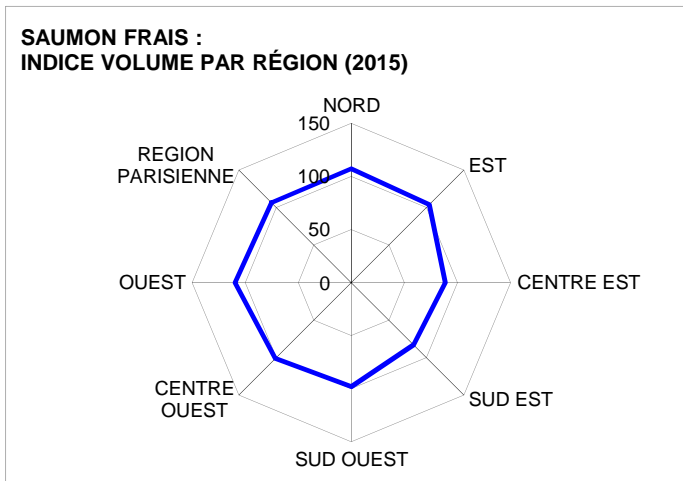 SAUMON FRAIS :
INDICE VOLUME PAR RÉGION (2015)
NORD
150
REGION
PARISIENNE
EST
100
50
OUEST
0
CENTRE EST
CENTRE
OUEST
SUD EST
SUD OUEST